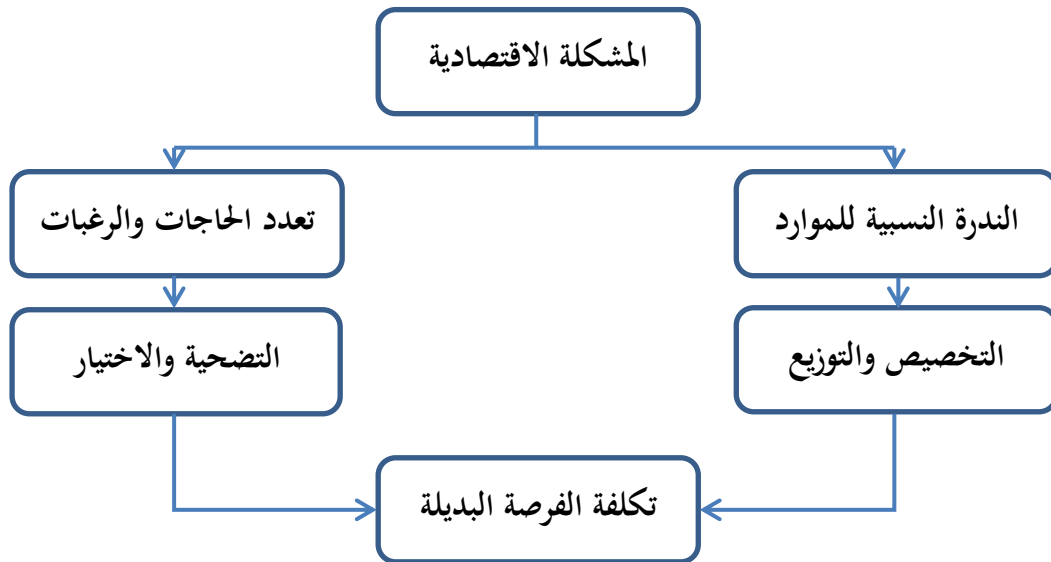 المشكلة الاقتصادية
الندرة النسبية للموارد
تعدد الحاجات والرغبات
التخصيص والتوزيع
التضحية والاختيار
تكلفة الفرصة البديلة